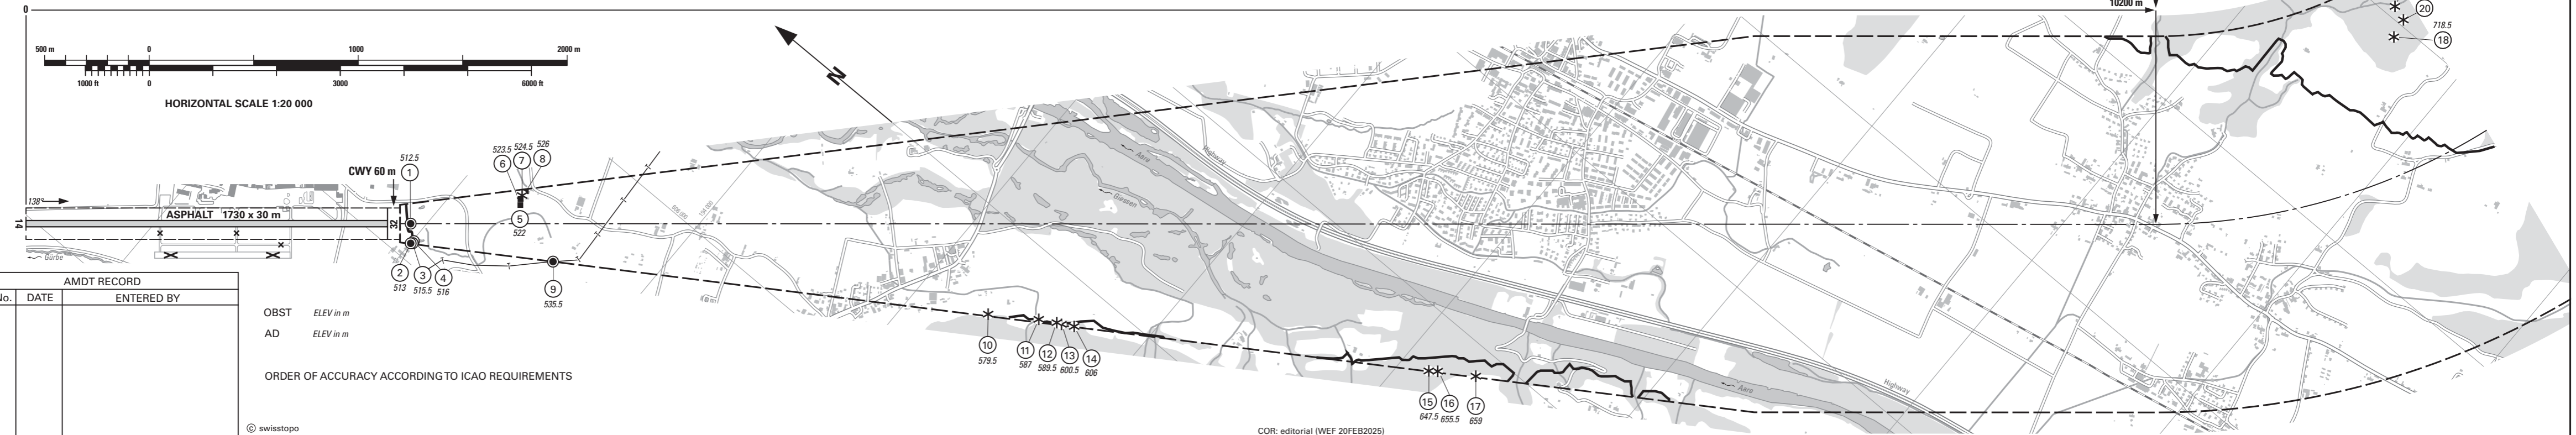 0
10200 m
500 m 0 1000 2000 m
1000 ft 0 3000 6000 ft
HORIZONTAL SCALE 1:20 000
N
20
718.5
18
523.5 524.5 526
6 7 8
512.5
CWY 60 m
1
138°
ASPHALT 1730 x 30 m
14
32
5
522
Gürbe
2 3 4
513 515.5 516
9
535.5
Aare
Highway
Giessen
10
579.5
11 12 13 14
587 589.5 600.5 606
15 16 17
647.5 655.5 659
Aare
Highway
AMDT RECORD
No. DATE ENTERED BY
OBST ELEV in m
AD ELEV in m
ORDER OF ACCURACY ACCORDING TO ICAO REQUIREMENTS
© swisstopo
COR: editorial (WEF 20FEB2025)